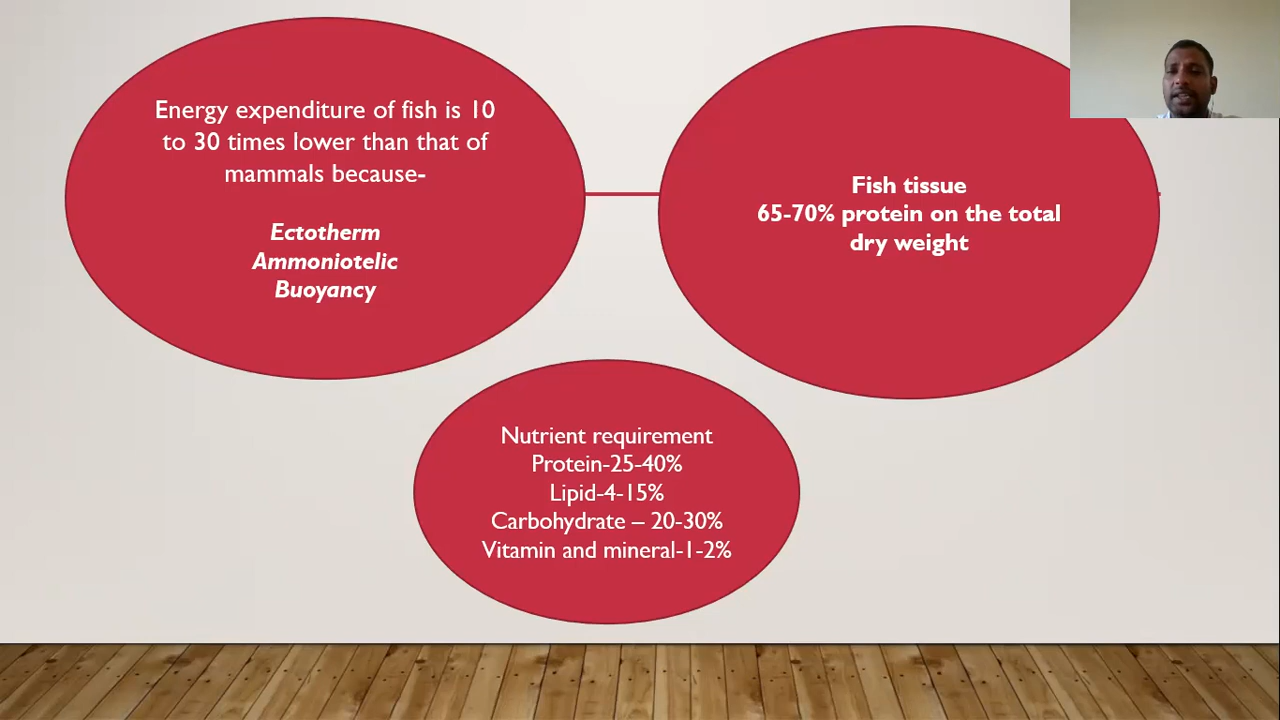 Energy expenditure of fish is 10
to 30 times lower than that of
mammals because-
Ectotherm
Ammoniotelic
Buoyancy
Fish tissue
65-70% protein on the total
dry weight
Nutrient requirement
Protein-25-40%
Lipid-4-15%
Carbohydrate – 20-30%
Vitamin and mineral-1-2%